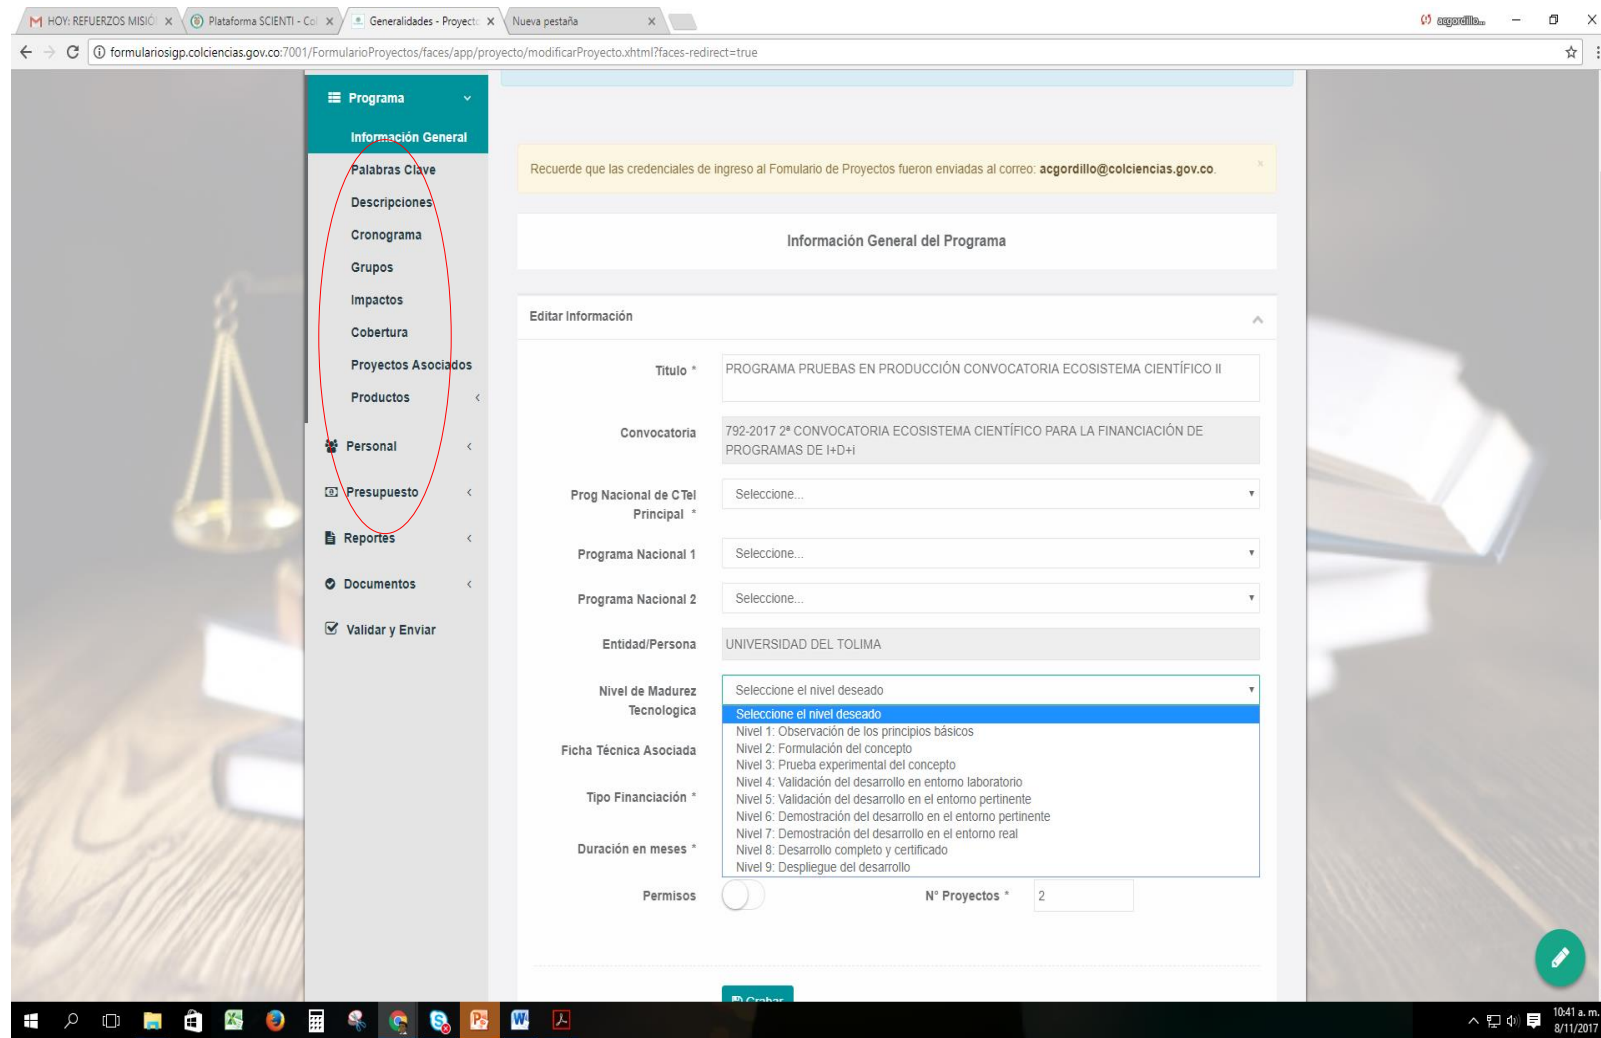 HOY: REFUERZOS MISIÓ
Plataforma SCIENTI - Col
Generalidades - Proyecto
Nueva pestaña
formulariosigp.colciencias.gov.co:7001/FormularioProyectos/faces/app/proyecto/modificarProyecto.xhtml?faces-redirect=true
Programa
Información General
Palabras Clave
Descripciones
Cronograma
Grupos
Impactos
Cobertura
Proyectos Asociados
Productos
Personal
Presupuesto
Reportes
Documentos
Validar y Enviar
Recuerde que las credenciales de ingreso al Fomulario de Proyectos fueron enviadas al correo: acgordillo@colciencias.gov.co.
Información General del Programa
Editar Información
Titulo *
PROGRAMA PRUEBAS EN PRODUCCIÓN CONVOCATORIA ECOSISTEMA CIENTÍFICO II
Convocatoria
792-2017 2ª CONVOCATORIA ECOSISTEMA CIENTÍFICO PARA LA FINANCIACIÓN DE
PROGRAMAS DE I+D+i
Prog Nacional de CTeI
Principal *
Seleccione...
Programa Nacional 1
Seleccione...
Programa Nacional 2
Seleccione...
Entidad/Persona
UNIVERSIDAD DEL TOLIMA
Nivel de Madurez
Tecnologica
Seleccione el nivel deseado
Seleccione el nivel deseado
Nivel 1: Observación de los principios básicos
Nivel 2: Formulación del concepto
Nivel 3: Prueba experimental del concepto
Nivel 4: Validación del desarrollo en entorno laboratorio
Nivel 5: Validación del desarrollo en el entorno pertinente
Nivel 6: Demostración del desarrollo en el entorno pertinente
Nivel 7: Demostración del desarrollo en el entorno real
Nivel 8: Desarrollo completo y certificado
Nivel 9: Despliegue del desarrollo
Ficha Técnica Asociada
Tipo Financiación *
Duración en meses *
Permisos
N° Proyectos *
2
Grabar
10:41 a. m.
8/11/2017